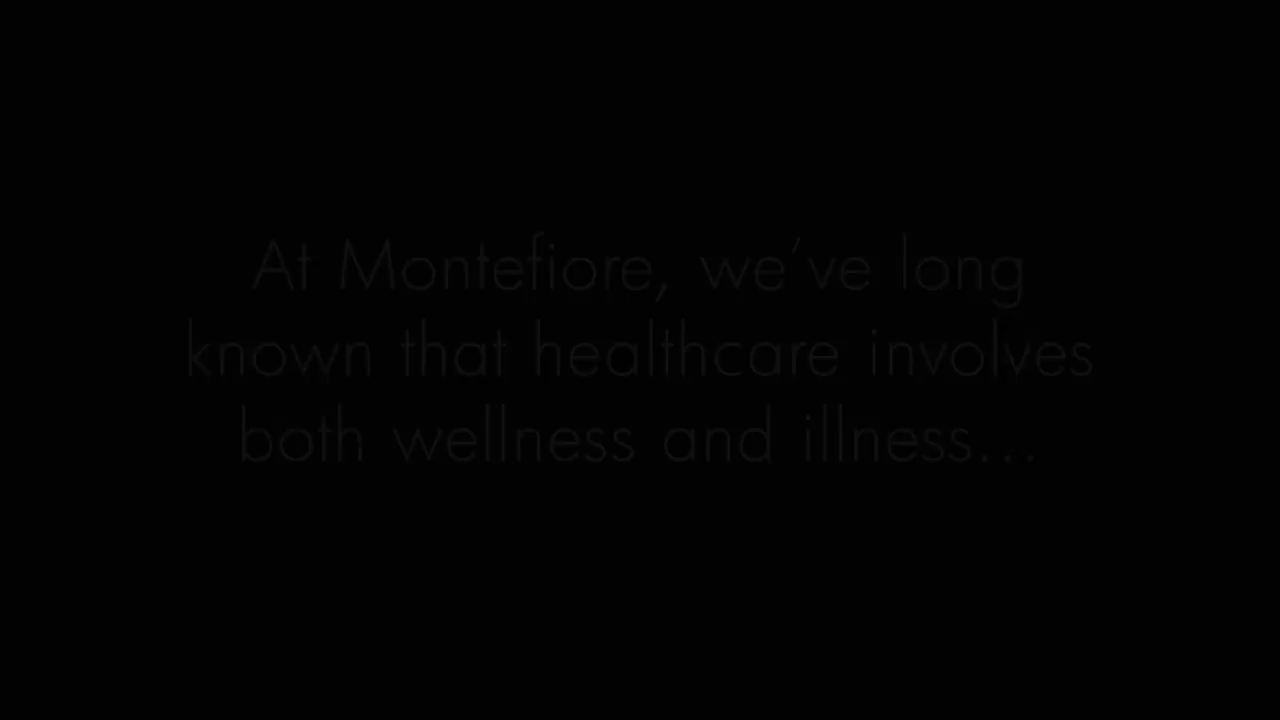 At Montefiore, we've long
known that healthcare involves
both wellness and illness...